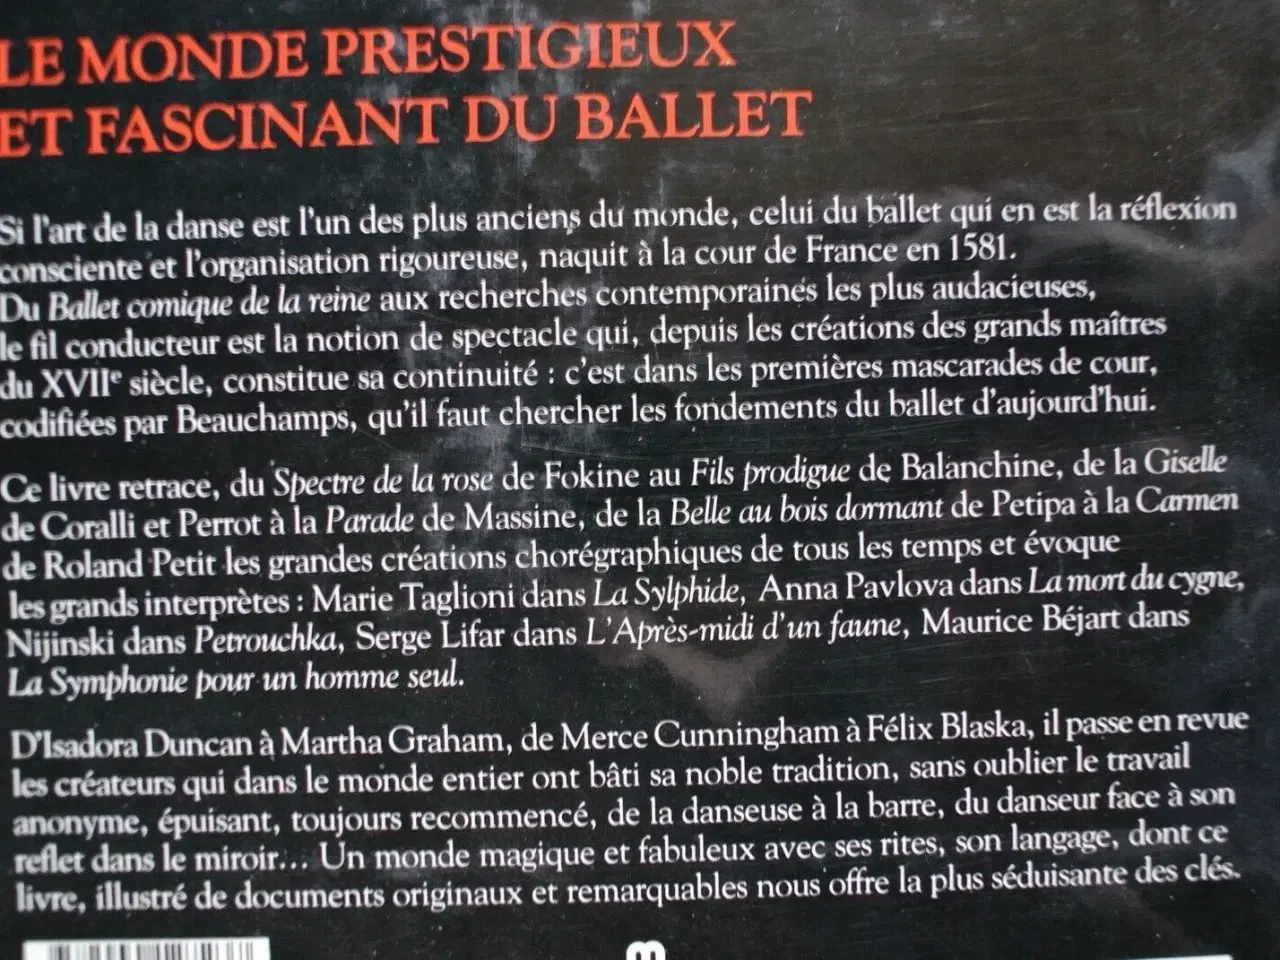 LE MONDE PRESTIGIEUX
ET FASCINANT DU BALLET
Si l'art de la danse est l'un des plus anciens du monde, celui du ballet qui en est la réflexion
consciente et l'organisation rigoureuse, naquit à la cour de France en 1581.
Du Ballet comique de la reine aux recherches contemporaines les plus audacieuses,
le fil conducteur est la notion de spectacle qui, depuis les créations des grands maîtres
du XVIIe siècle, constitue sa continuité : c'est dans les premières mascarades de cour,
codifiées par Beauchamps, qu'il faut chercher les fondements du ballet d'aujourd'hui.
Ce livre retrace, du Spectre de la rose de Fokine au Fils prodigue de Balanchine, de la Giselle
de Coralli et Perrot à la Parade de Massine, de la Belle au bois dormant de Petipa à la Carmen
de Roland Petit les grandes créations chorégraphiques de tous les temps et évoque
les grands interprètes : Marie Taglioni dans La Sylphide, Anna Pavlova dans La mort du cygne,
Nijinski dans Petrouchka, Serge Lifar dans L'Après-midi d'un faune, Maurice Béjart dans
La Symphonie pour un homme seul.
D'Isadora Duncan à Martha Graham, de Merce Cunningham à Félix Blaska, il passe en revue
les créateurs qui dans le monde entier ont bâti sa noble tradition, sans oublier le travail
anonyme, épuisant, toujours recommencé, de la danseuse à la barre, du danseur face à son
reflet dans le miroir... Un monde magique et fabuleux avec ses rites, son langage, dont ce
livre, illustré de documents originaux et remarquables nous offre la plus séduisante des clés.